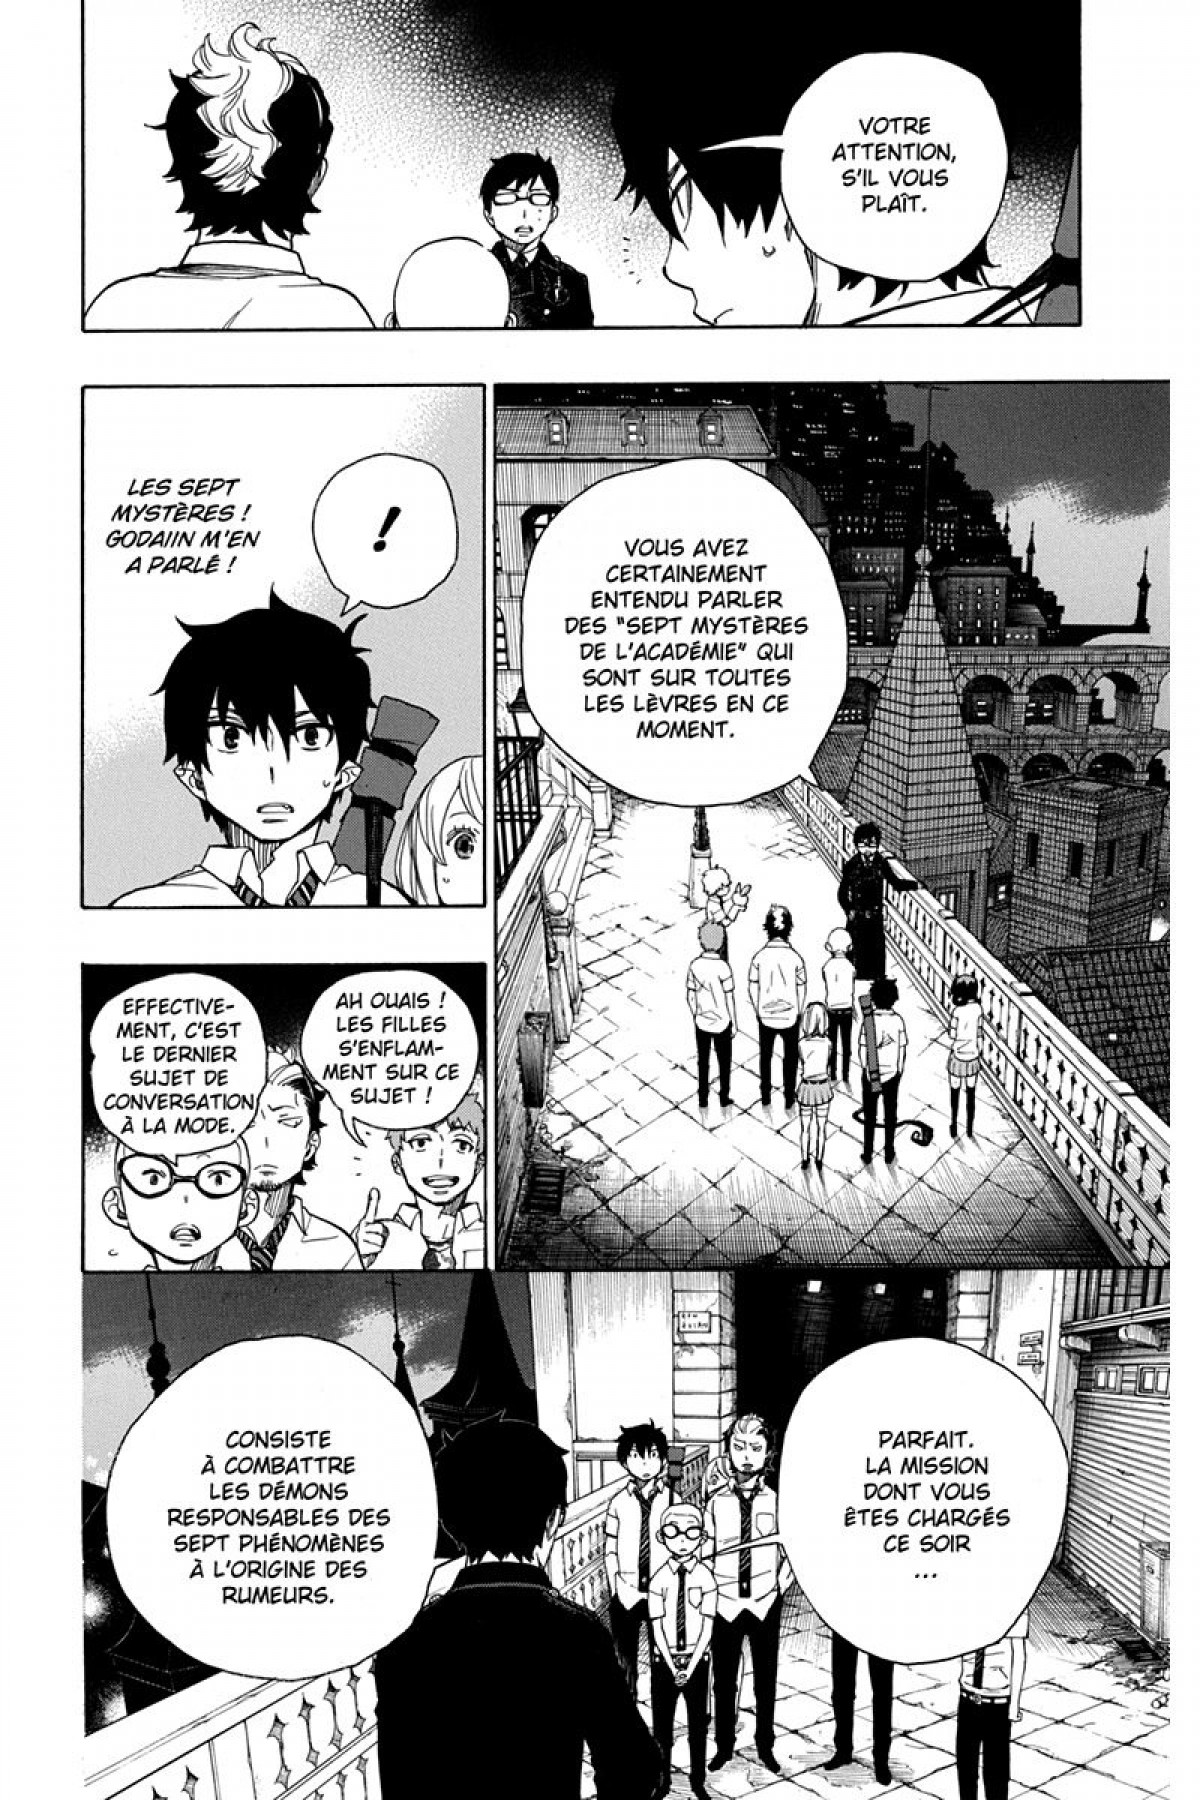 VOTRE
ATTENTION,
S'IL VOUS
PLAÎT.
VOUS AVEZ
CERTAINEMENT
ENTENDU PARLER
DES "SEPT MYSTÈRES
DE L'ACADÉMIE" QUI
SONT SUR TOUTES
LES LÈVRES EN CE
MOMENT.
!
LES SEPT
MYSTÈRES !
GODAIIN M'EN
A PARLÉ !
AH OUAIS !
LES FILLES
S'ENFLAM-
MENT SUR CE
SUJET !
EFFECTIVE-
MENT, C'EST
LE DERNIER
SUJET DE
CONVERSATION
À LA MODE.
PARFAIT.
LA MISSION
DONT VOUS
ÊTES CHARGÉS
CE SOIR
...
CONSISTE
À COMBATTRE
LES DÉMONS
RESPONSABLES DES
SEPT PHÉNOMÈNES
À L'ORIGINE DES
RUMEURS.